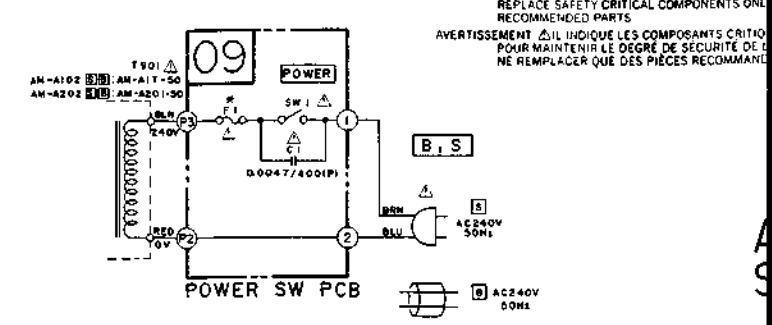 REPLACE SAFETY CRITICAL COMPONENTS ONL
RECOMMENDED PARTS
AVERTISSEMENT ⚠IL INDIQUE LES COMPOSANTS CRITIQ
POUR MAINTENIR LE DEGRÉ DE SÉCURITÉ DE L
NE REMPLACER QUE DES PIÈCES RECOMMAND
T901 ⚠
AM-A102 S B : AM-A1T-50
AM-A202 S B : AM-A201-50
09
POWER
* F1 ⚠
SW1 ⚠
BLK
240V
P3
1
⚠ C1
0.0047/400(P)
B, S
⚠
BRN
S
AC240V
50Hz
RED
0V
P2
2
BLU
POWER SW PCB
B AC240V
50Hz
A
S